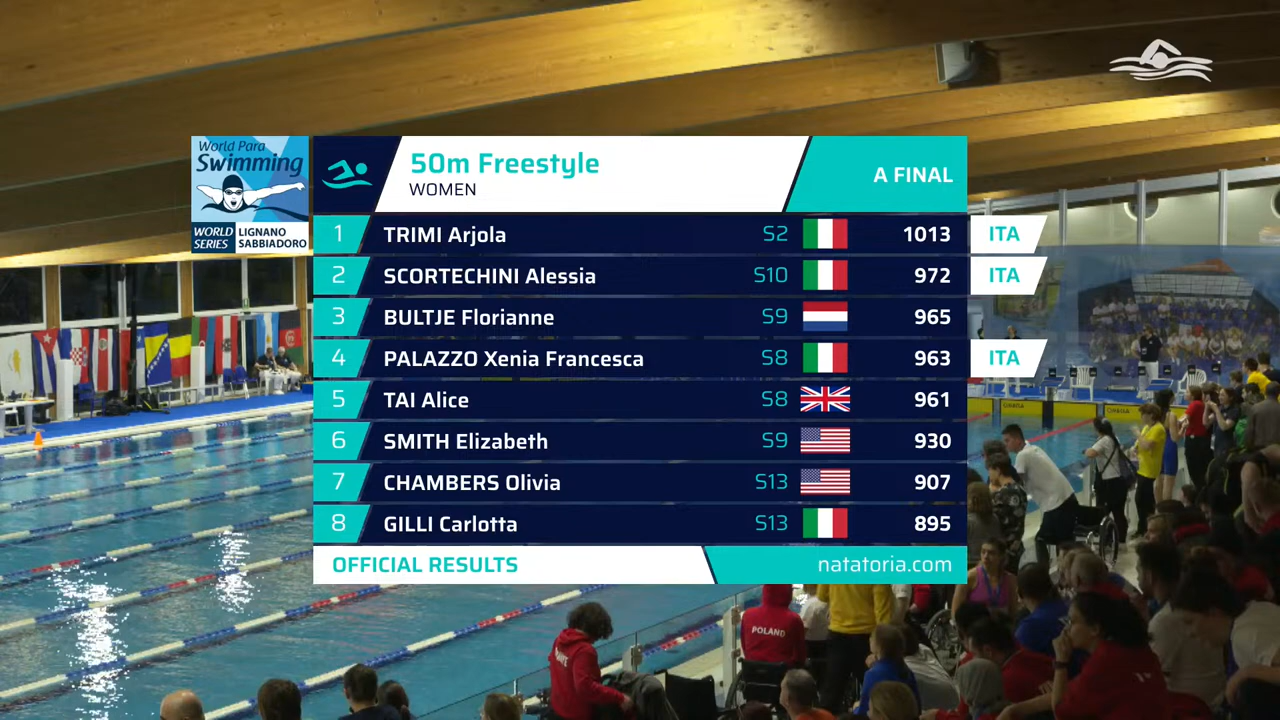 World Para
Swimming
WORLD SERIES
LIGNANO SABBIADORO
50m Freestyle
WOMEN
A FINAL
1 TRIMI Arjola S2 1013 ITA
2 SCORTECHINI Alessia S10 972 ITA
3 BULTJE Florianne S9 965
4 PALAZZO Xenia Francesca S8 963 ITA
5 TAI Alice S8 961
6 SMITH Elizabeth S9 930
7 CHAMBERS Olivia S13 907
8 GILLI Carlotta S13 895
OFFICIAL RESULTS
natatoria.com
POLAND